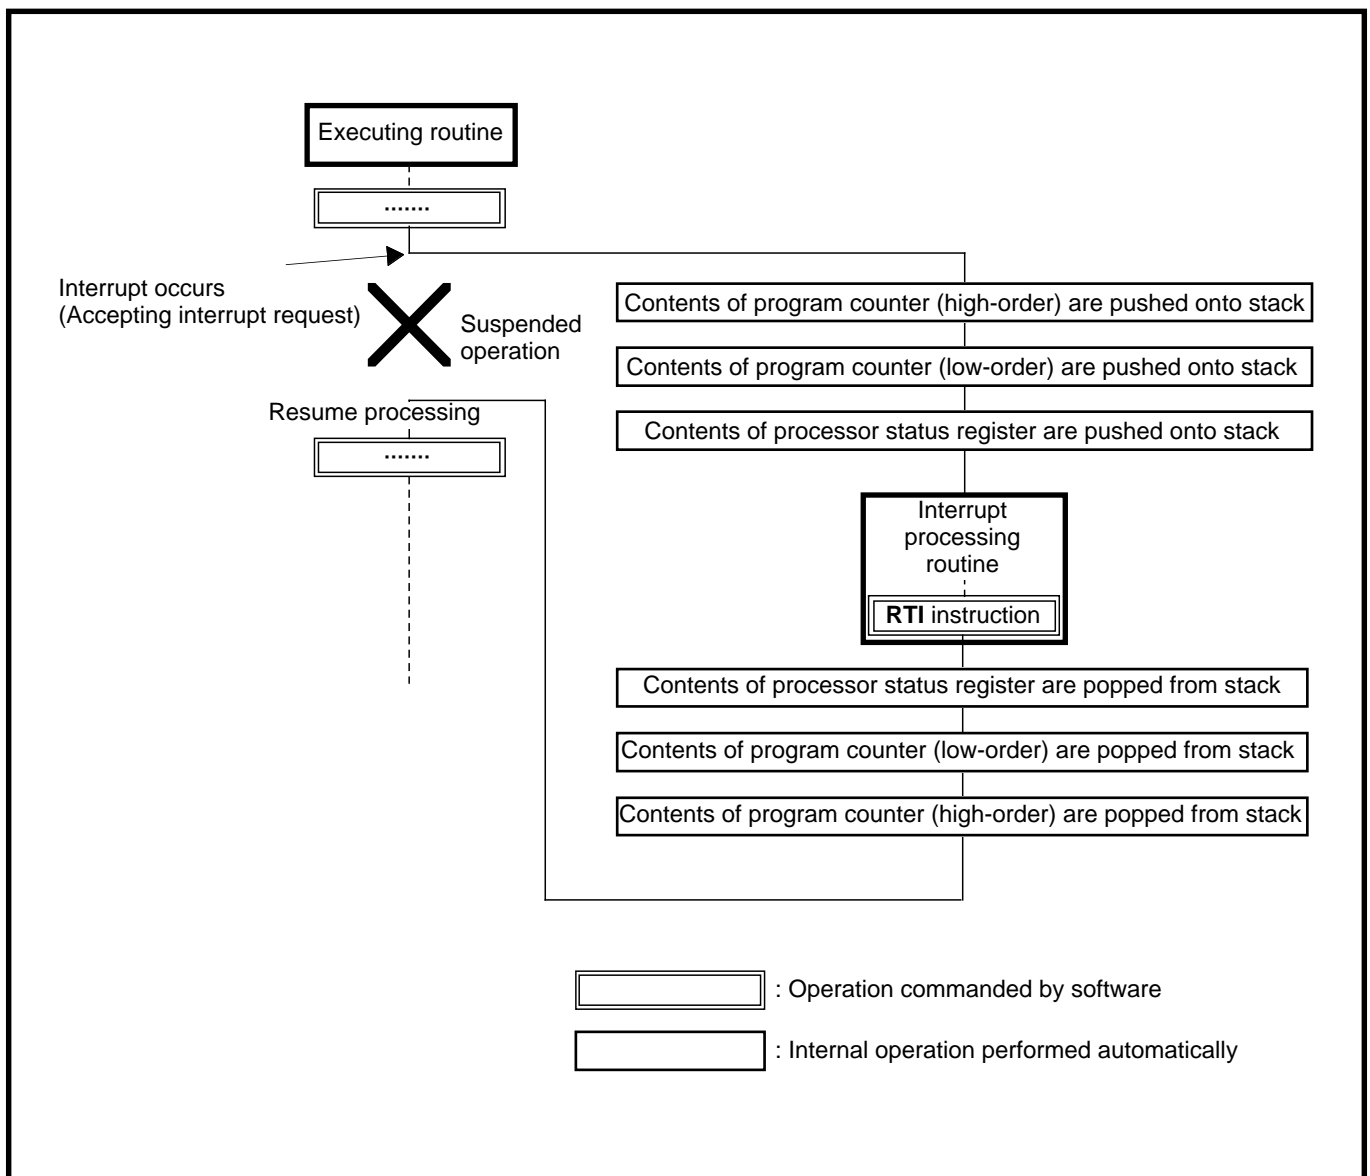 Executing routine
.......
Interrupt occurs
(Accepting interrupt request)
Suspended
operation
Contents of program counter (high-order) are pushed onto stack
Contents of program counter (low-order) are pushed onto stack
Contents of processor status register are pushed onto stack
Resume processing
.......
Interrupt
processing
routine
RTI instruction
Contents of processor status register are popped from stack
Contents of program counter (low-order) are popped from stack
Contents of program counter (high-order) are popped from stack
: Operation commanded by software
: Internal operation performed automatically